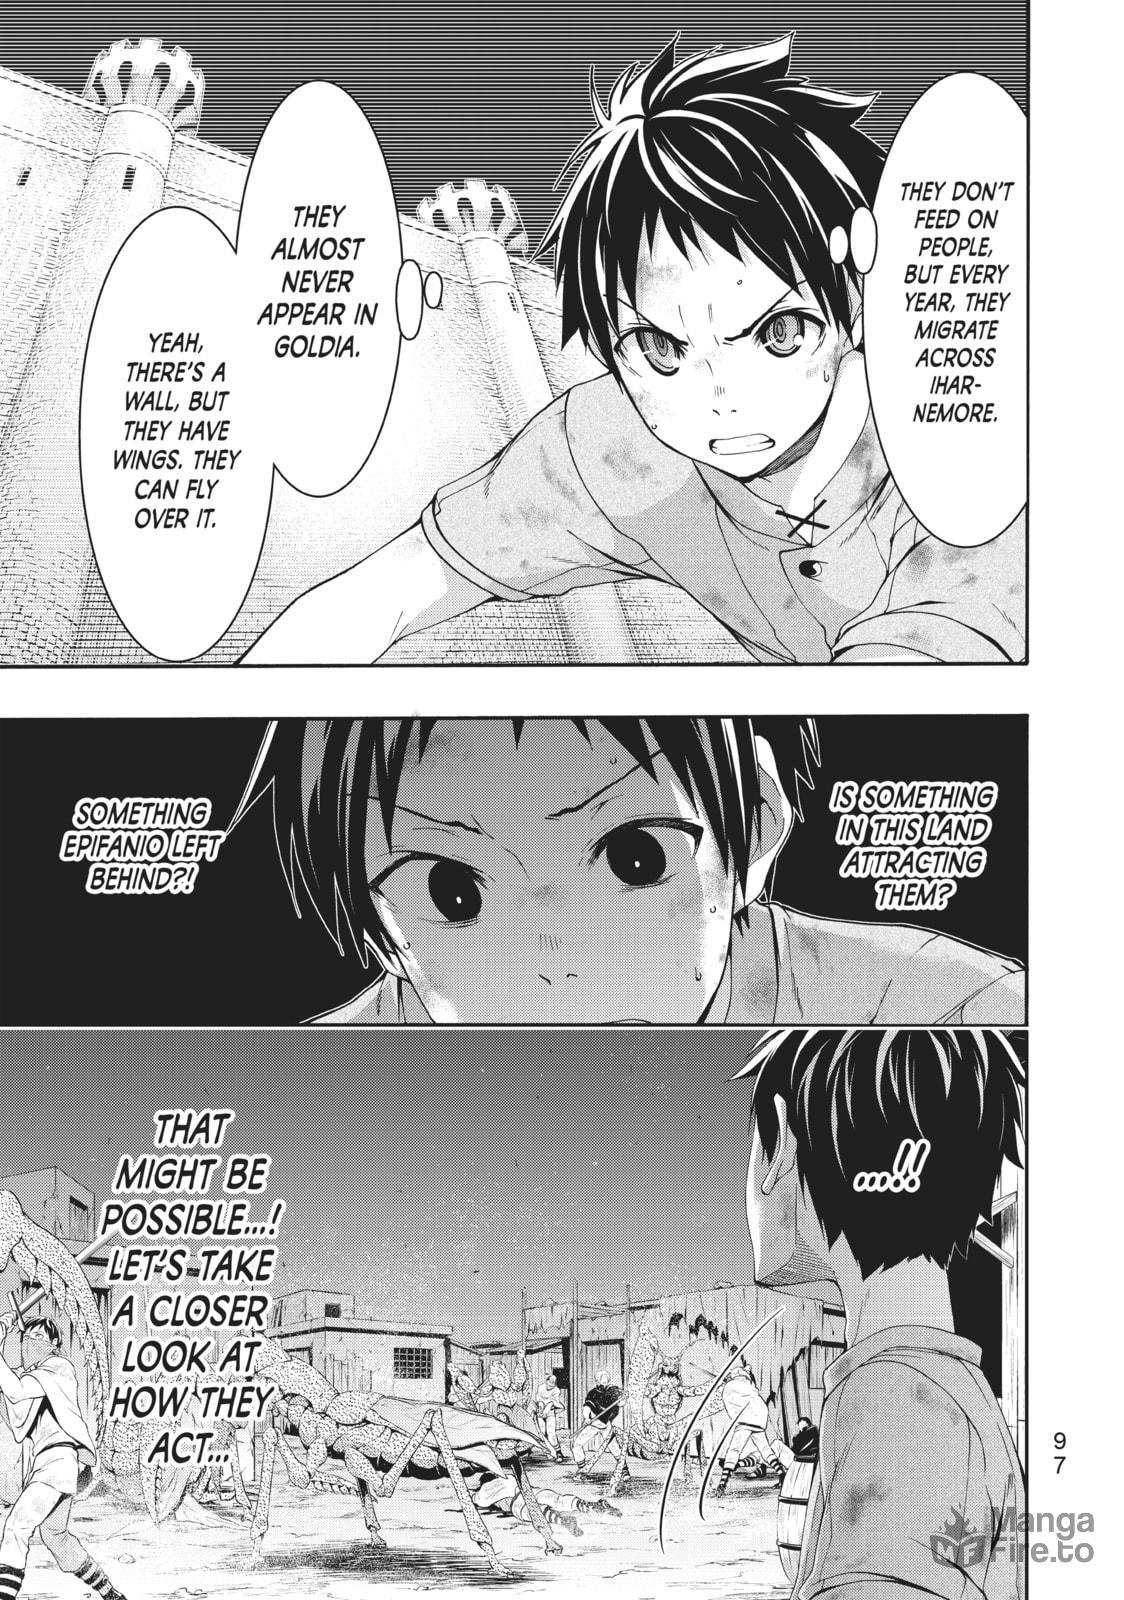 THEY DON'T
FEED ON
PEOPLE,
BUT EVERY
YEAR, THEY
MIGRATE
ACROSS
IHAR-
NEMORE.
THEY
ALMOST
NEVER
APPEAR IN
GOLDIA.
YEAH,
THERE'S A
WALL, BUT
THEY HAVE
WINGS. THEY
CAN FLY
OVER IT.
IS SOMETHING
IN THIS LAND
ATTRACTING
THEM?
SOMETHING
EPIFANIO LEFT
BEHIND?!
...!!
THAT
MIGHT BE
POSSIBLE...!
LET'S TAKE
A CLOSER
LOOK AT
HOW THEY
ACT...
97
Manga
Fire.to
MF